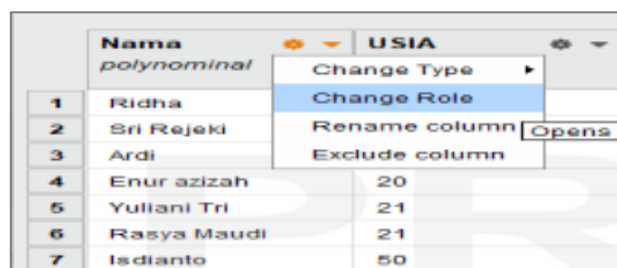 Nama USIA
polynominal
Change Type
1 Ridha Change Role
2 Sri Rejeki Rename column Opens
3 Ardi Exclude column
4 Enur azizah 20
5 Yuliani Tri 21
6 Rasya Maudi 21
7 Isdianto 50